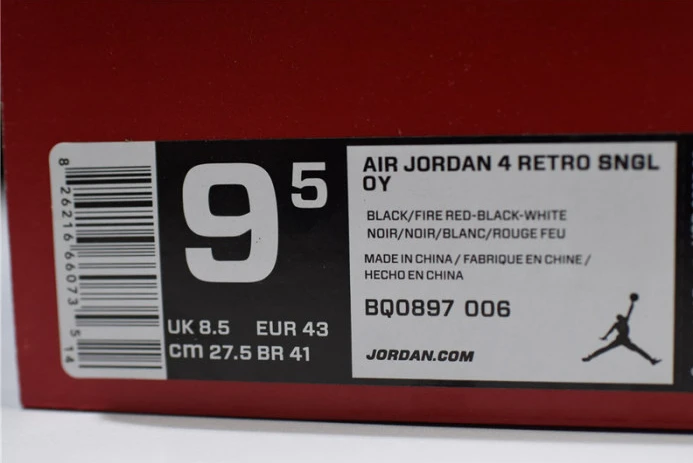 8 26216 66073 5 14
9 5
UK 8.5 EUR 43
cm 27.5 BR 41
AIR JORDAN 4 RETRO SNGL
OY
BLACK/FIRE RED-BLACK-WHITE
NOIR/NOIR/BLANC/ROUGE FEU
MADE IN CHINA / FABRIQUE EN CHINE /
HECHO EN CHINA
BQ0897 006
JORDAN.COM